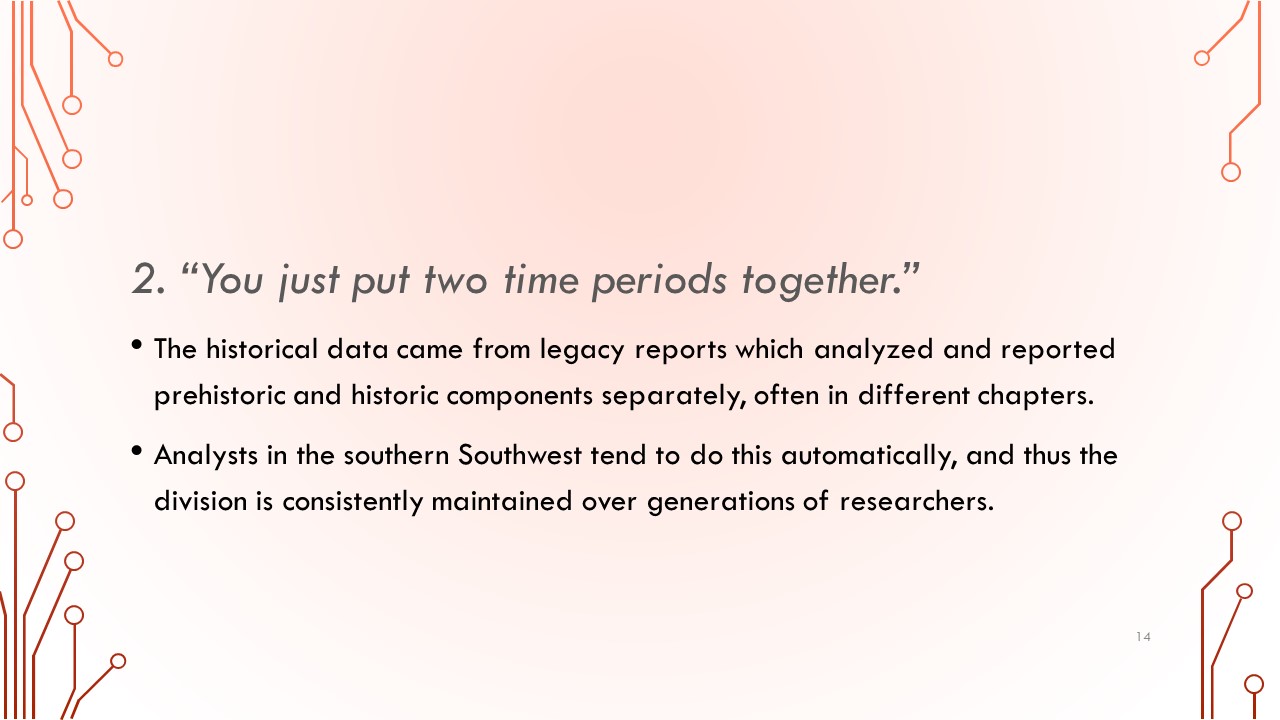 2. “You just put two time periods together.”
• The historical data came from legacy reports which analyzed and reported
prehistoric and historic components separately, often in different chapters.
• Analysts in the southern Southwest tend to do this automatically, and thus the
division is consistently maintained over generations of researchers.
14